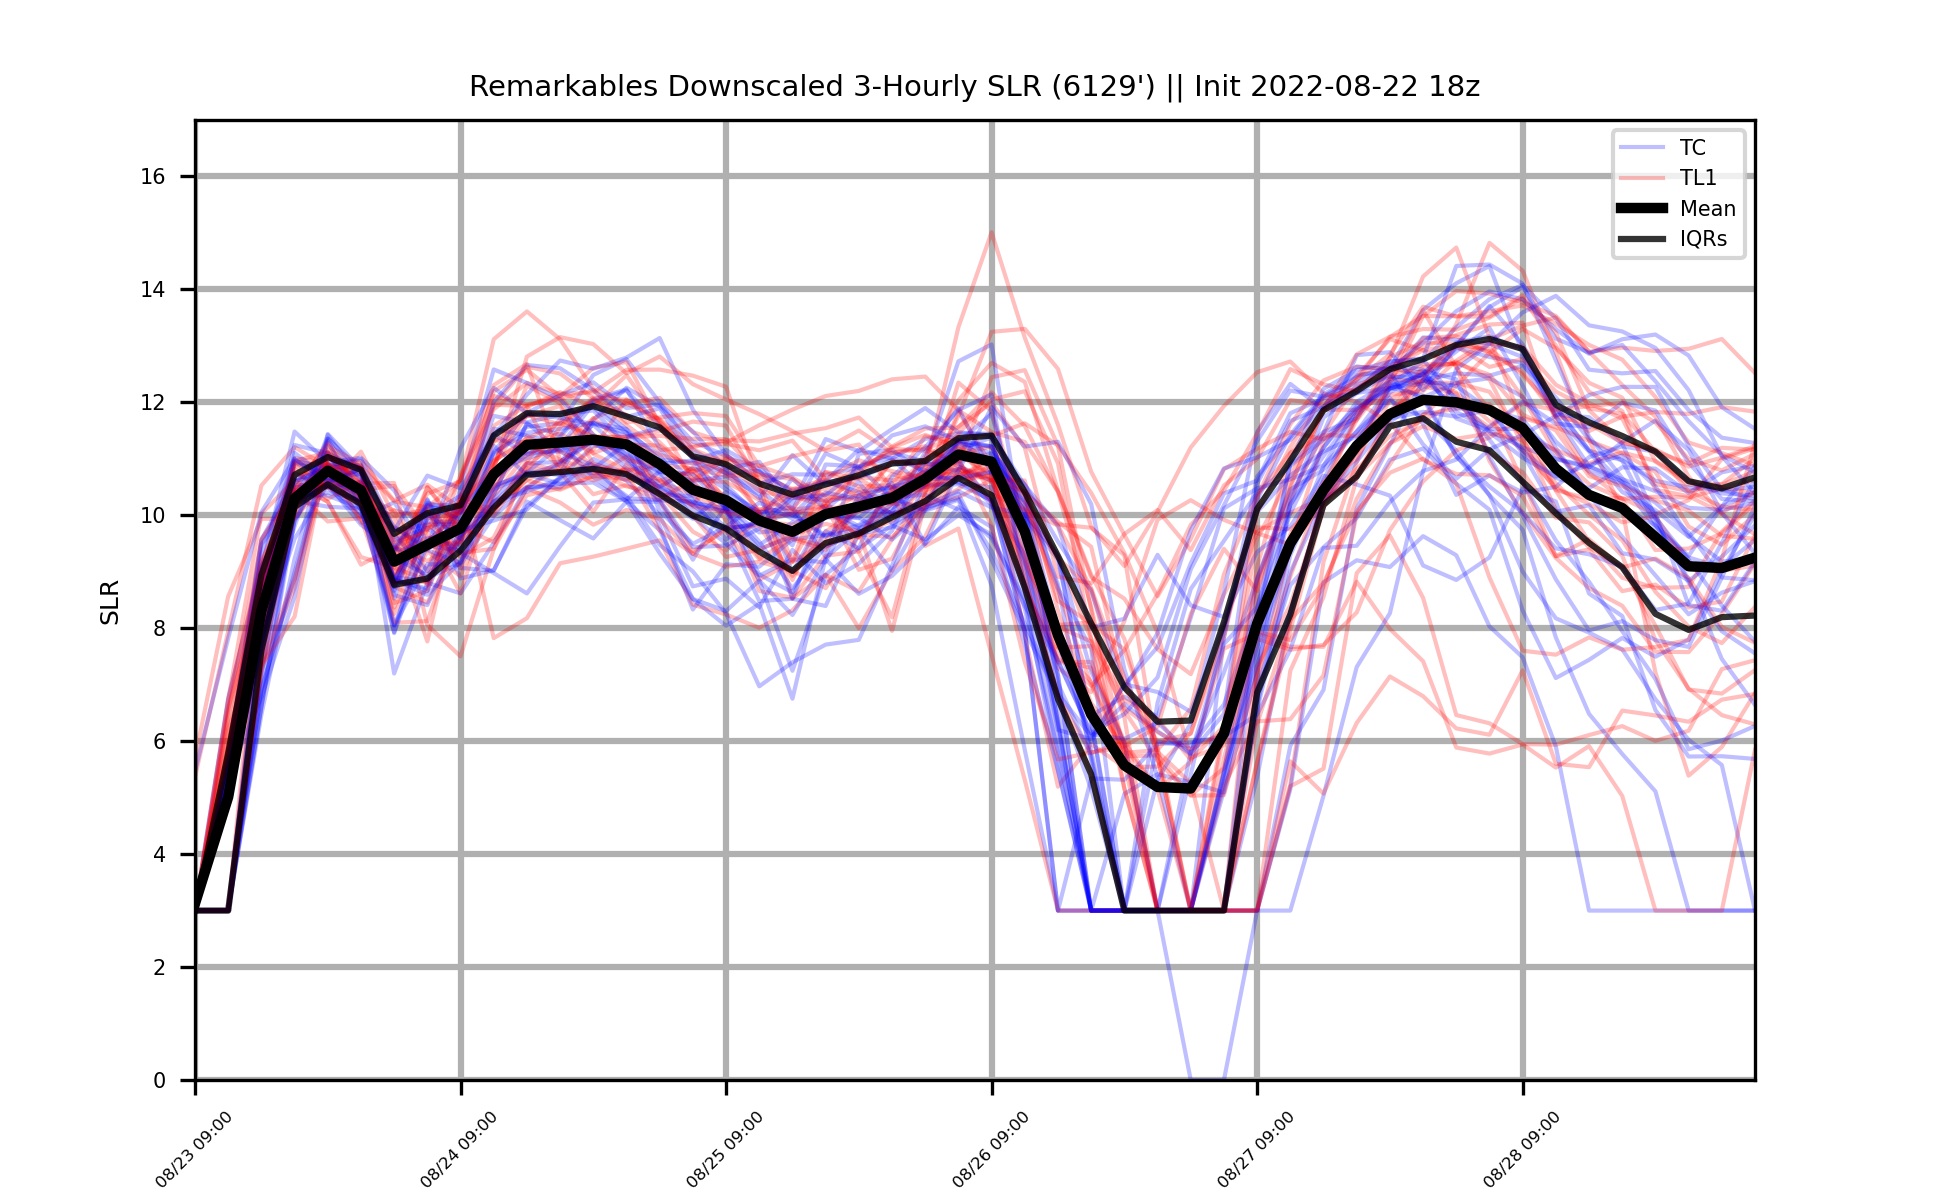 Remarkables Downscaled 3-Hourly SLR (6129') || Init 2022-08-22 18z
TC
TL1
Mean
IQRs
SLR
16
14
12
10
8
6
4
2
0
08/23 09:00
08/24 09:00
08/25 09:00
08/26 09:00
08/27 09:00
08/28 09:00